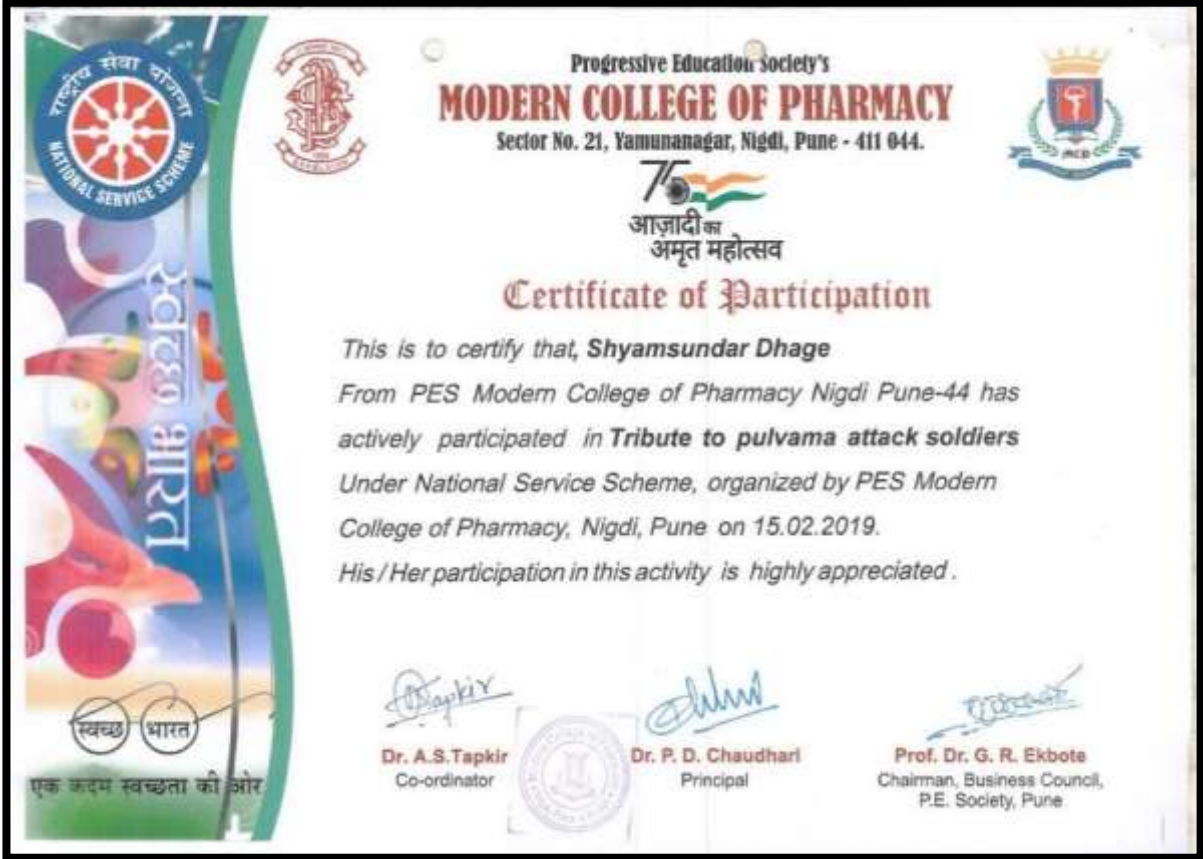 राष्ट्रीय सेवा योजना
NATIONAL SERVICE SCHEME
Progressive Education Society's
MODERN COLLEGE OF PHARMACY
Sector No. 21, Yamunanagar, Nigdi, Pune - 411 044.
MCP
75
आज़ादी का
अमृत महोत्सव
Certificate of Participation
This is to certify that, Shyamsundar Dhage
From PES Modern College of Pharmacy Nigdi Pune-44 has
actively participated in Tribute to pulvama attack soldiers
Under National Service Scheme, organized by PES Modern
College of Pharmacy, Nigdi, Pune on 15.02.2019.
His / Her participation in this activity is highly appreciated .
स्वच्छ भारत
स्वच्छ भारत
एक कदम स्वच्छता की ओर
Dr. A.S.Tapkir
Co-ordinator
Dr. P. D. Chaudhari
Principal
Prof. Dr. G. R. Ekbote
Chairman, Business Council,
P.E. Society, Pune